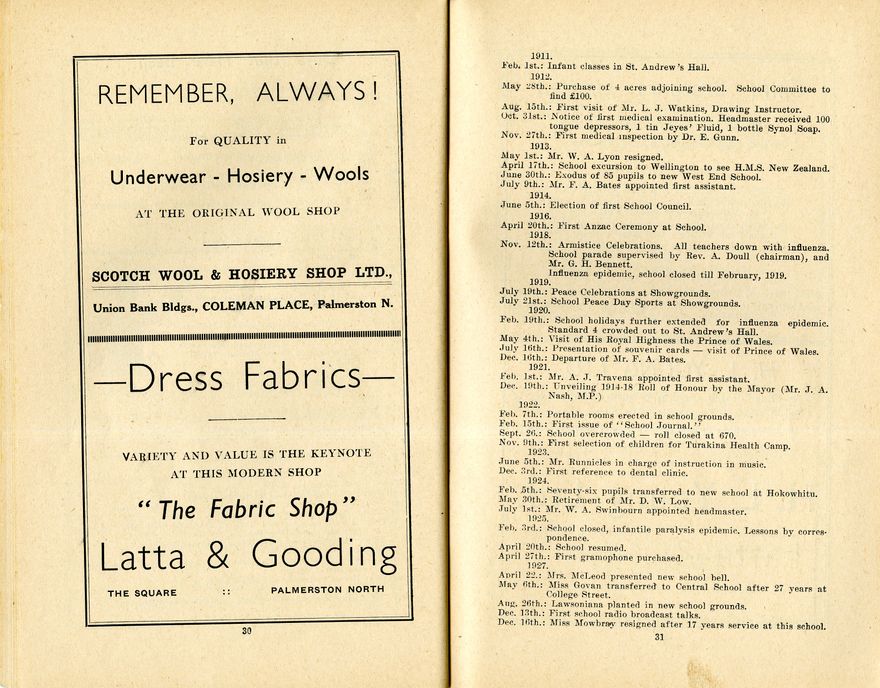 REMEMBER, ALWAYS!
For QUALITY in
Underwear - Hosiery - Wools
AT THE ORIGINAL WOOL SHOP
SCOTCH WOOL & HOSIERY SHOP LTD.,
Union Bank Bldgs., COLEMAN PLACE, Palmerston N.
—Dress Fabrics—
VARIETY AND VALUE IS THE KEYNOTE
AT THIS MODERN SHOP
"The Fabric Shop"
Latta & Gooding
THE SQUARE :: PALMERSTON NORTH
30
1911.
Feb. 1st.: Infant classes in St. Andrew's Hall.
1912.
May 28th.: Purchase of 4 acres adjoining school. School Committee to
find £100.
Aug. 15th.: First visit of Mr. L. J. Watkins, Drawing Instructor.
Oct. 31st.: Notice of first medical examination. Headmaster received 100
tongue depressors, 1 tin Jeyes' Fluid, 1 bottle Synol Soap.
Nov. 27th.: First medical inspection by Dr. E. Gunn.
1913.
May 1st.: Mr. W. A. Lyon resigned.
April 17th.: School excursion to Wellington to see H.M.S. New Zealand.
June 30th.: Exodus of 85 pupils to new West End School.
July 9th.: Mr. F. A. Bates appointed first assistant.
1914.
June 5th.: Election of first School Council.
1916.
April 20th.: First Anzac Ceremony at School.
1918.
Nov. 12th.: Armistice Celebrations. All teachers down with influenza.
School parade supervised by Rev. A. Doull (chairman), and
Mr. G. H. Bennett.
Influenza epidemic, school closed till February, 1919.
1919.
July 19th.: Peace Celebrations at Showgrounds.
July 21st.: School Peace Day Sports at Showgrounds.
1920.
Feb. 19th.: School holidays further extended for influenza epidemic.
Standard 4 crowded out to St. Andrew's Hall.
May 4th.: Visit of His Royal Highness the Prince of Wales.
July 16th.: Presentation of souvenir cards — visit of Prince of Wales.
Dec. 16th.: Departure of Mr. F. A. Bates.
1921.
Feb. 1st.: Mr. A. J. Travena appointed first assistant.
Dec. 19th.: Unveiling 1914-18 Roll of Honour by the Mayor (Mr. J. A.
Nash, M.P.)
1922.
Feb. 7th.: Portable rooms erected in school grounds.
Feb. 15th.: First issue of "School Journal."
Sept. 26.: School overcrowded — roll closed at 670.
Nov. 9th.: First selection of children for Turakina Health Camp.
1923.
June 5th.: Mr. Runnicles in charge of instruction in music.
Dec. 3rd.: First reference to dental clinic.
1924.
Feb. 5th.: Seventy-six pupils transferred to new school at Hokowhitu.
May 30th.: Retirement of Mr. D. W. Low.
July 1st.: Mr. W. A. Swinbourn appointed headmaster.
1925.
Feb. 3rd.: School closed, infantile paralysis epidemic. Lessons by corres-
pondence.
April 20th.: School resumed.
April 27th.: First gramophone purchased.
1927.
April 22.: Mrs. McLeod presented new school bell.
May 6th.: Miss Govan transferred to Central School after 27 years at
College Street.
Aug. 26th.: Lawsoniana planted in new school grounds.
Dec. 13th.: First school radio broadcast talks.
Dec. 16th.: Miss Mowbray resigned after 17 years service at this school.
31